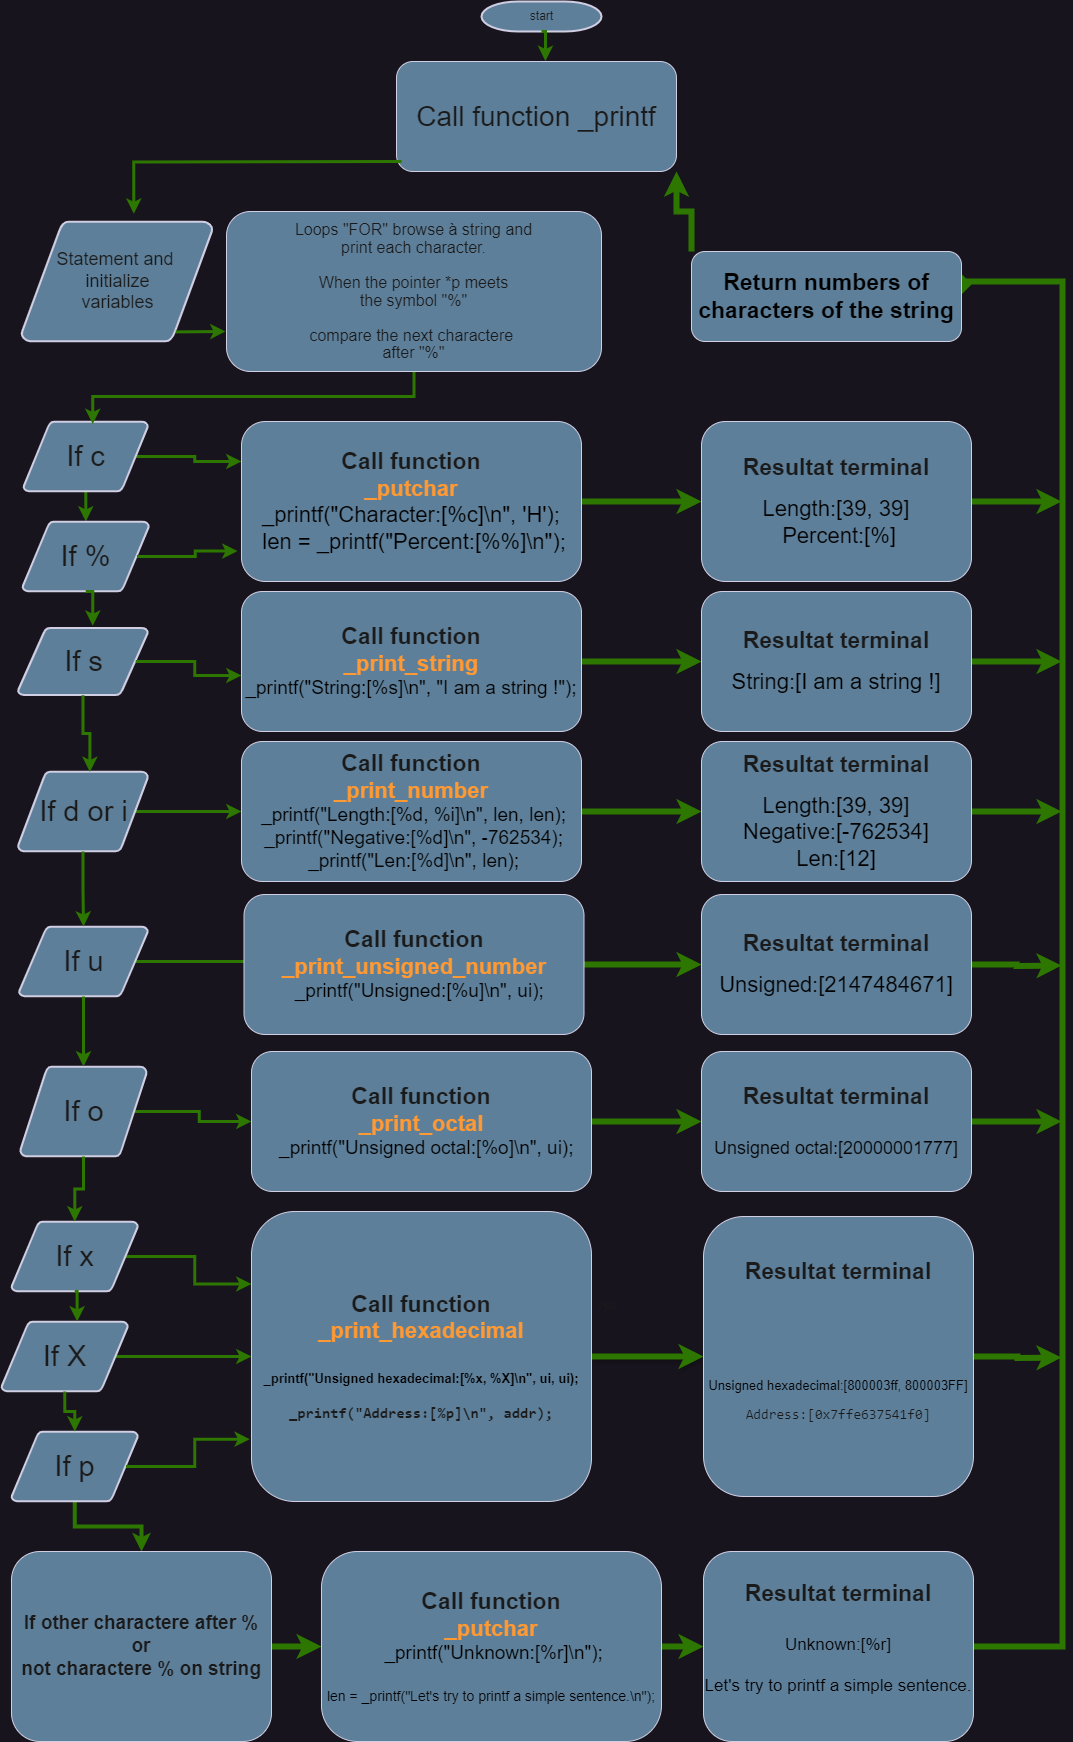 start
Call function _printf
Statement and
initialize
variables
Loops "FOR" browse à string and
print each character.
When the pointer *p meets
the symbol "%"
compare the next charactere
after "%"
Return numbers of
characters of the string
If c
If %
Call function
_putchar
_printf("Character:[%c]\n", 'H');
len = _printf("Percent:[%%]\n");
Resultat terminal
Length:[39, 39]
Percent:[%]
If s
Call function
_print_string
_printf("String:[%s]\n", "I am a string !");
Resultat terminal
String:[I am a string !]
If d or i
Call function
_print_number
_printf("Length:[%d, %i]\n", len, len);
_printf("Negative:[%d]\n", -762534);
_printf("Len:[%d]\n", len);
Resultat terminal
Length:[39, 39]
Negative:[-762534]
Len:[12]
If u
Call function
_print_unsigned_number
_printf("Unsigned:[%u]\n", ui);
Resultat terminal
Unsigned:[2147484671]
If o
Call function
_print_octal
_printf("Unsigned octal:[%o]\n", ui);
Resultat terminal
Unsigned octal:[20000001777]
If x
If X
If p
Call function
_print_hexadecimal
_printf("Unsigned hexadecimal:[%x, %X]\n", ui, ui);
_printf("Address:[%p]\n", addr);
Resultat terminal
Unsigned hexadecimal:[800003ff, 800003FF]
Address:[0x7ffe637541f0]
If other charactere after %
or
not charactere % on string
Call function
_putchar
_printf("Unknown:[%r]\n");
len = _printf("Let's try to printf a simple sentence.\n");
Resultat terminal
Unknown:[%r]
Let's try to printf a simple sentence.